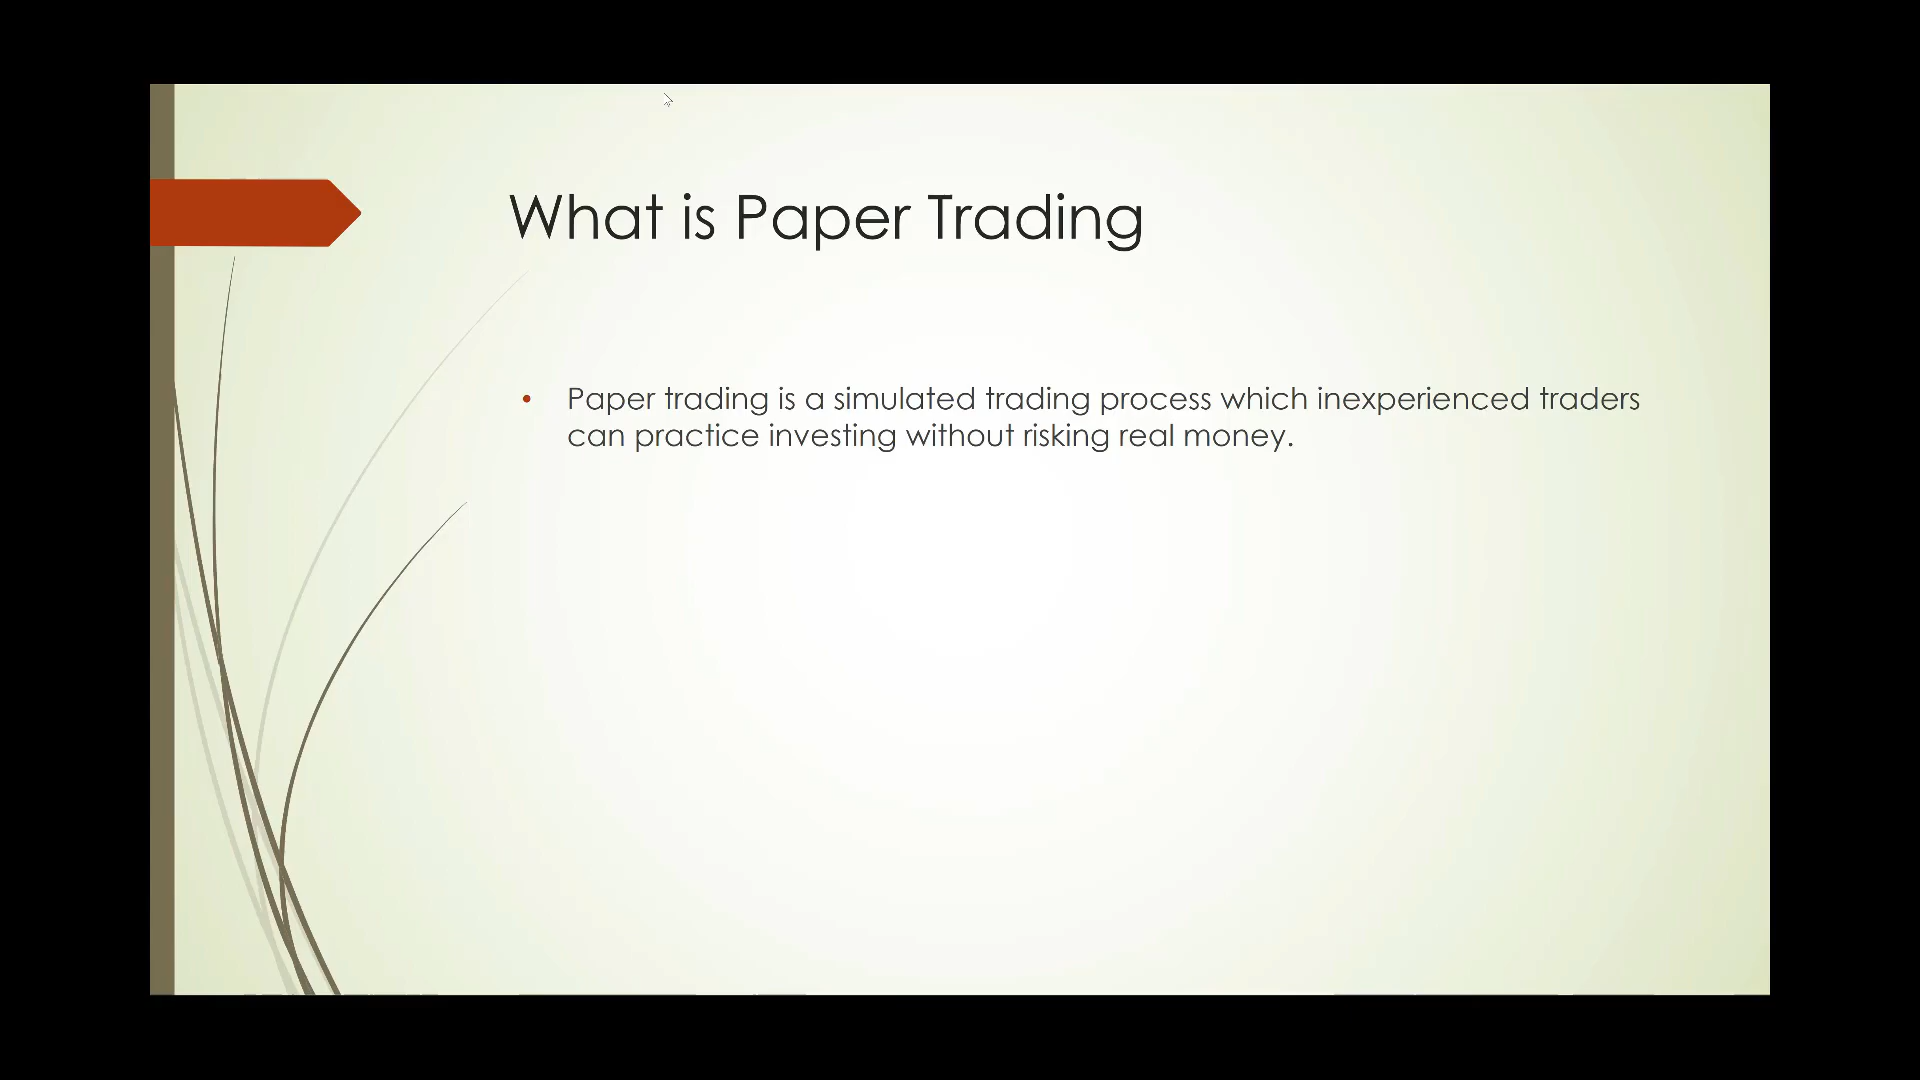 What is Paper Trading
• Paper trading is a simulated trading process which inexperienced traders
can practice investing without risking real money.